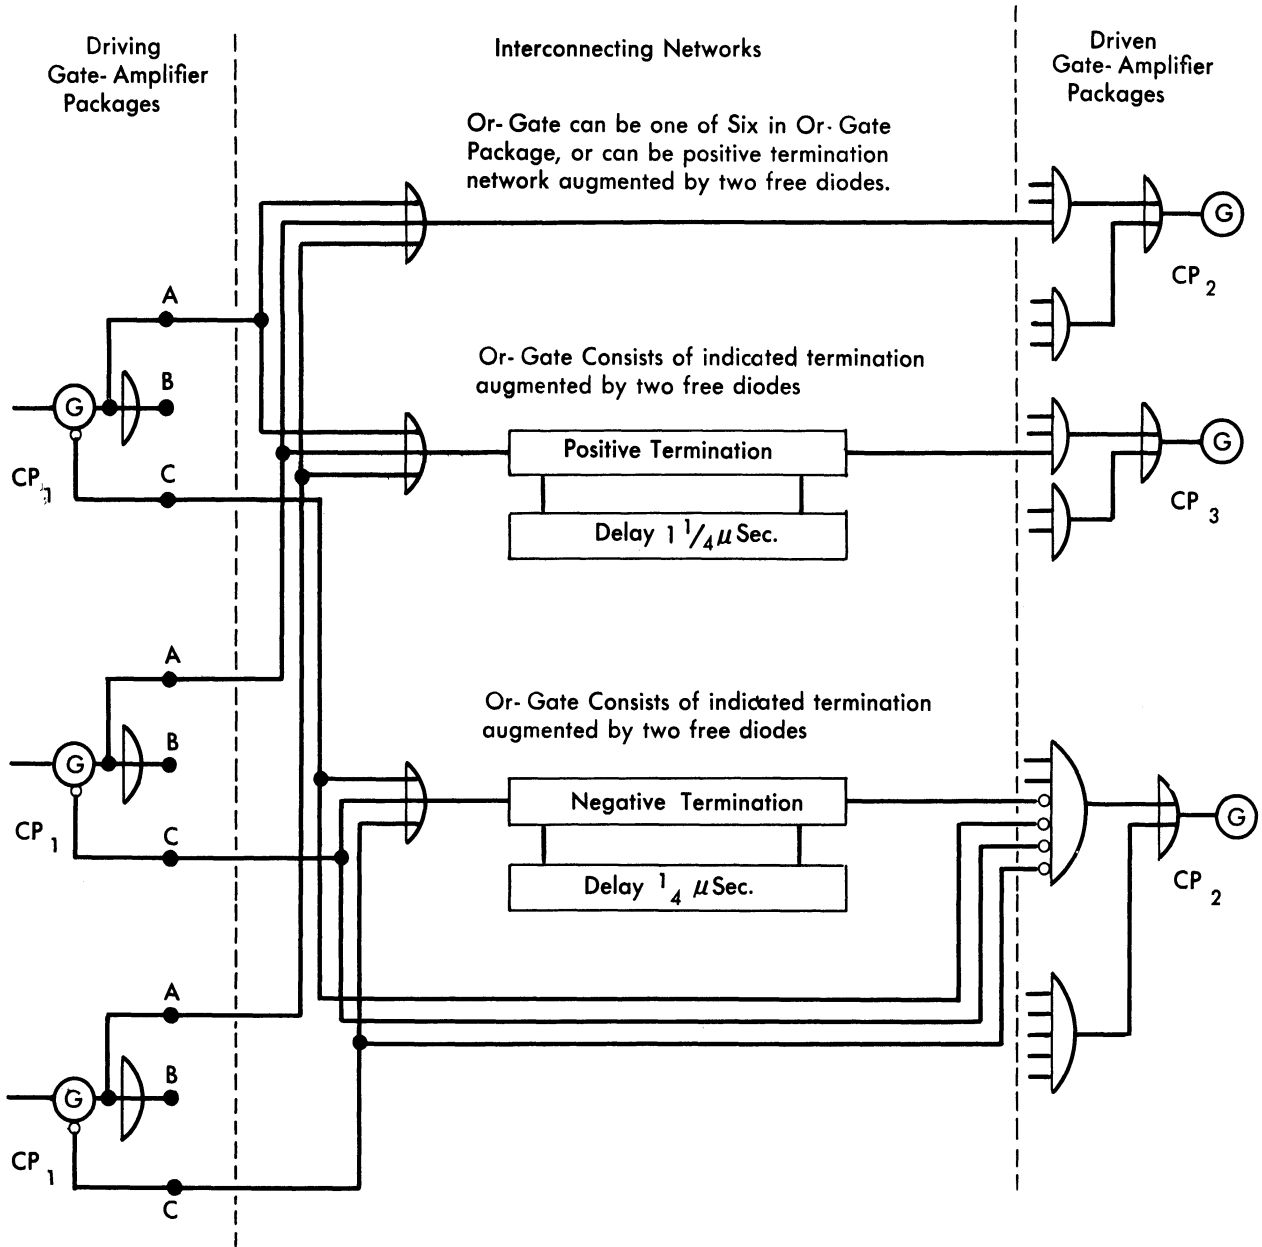 Driving
Gate- Amplifier
Packages
Interconnecting Networks
Driven
Gate- Amplifier
Packages
Or- Gate can be one of Six in Or- Gate
Package, or can be positive termination
network augmented by two free diodes.
G
CP 2
A
B
G
C
CP 1
Or- Gate Consists of indicated termination
augmented by two free diodes
Positive Termination
Delay 1 1/4 μ Sec.
G
CP 3
A
B
G
C
CP 1
Or- Gate Consists of indicated termination
augmented by two free diodes
Negative Termination
Delay 1/4 μ Sec.
G
CP 2
A
B
G
CP 1
C